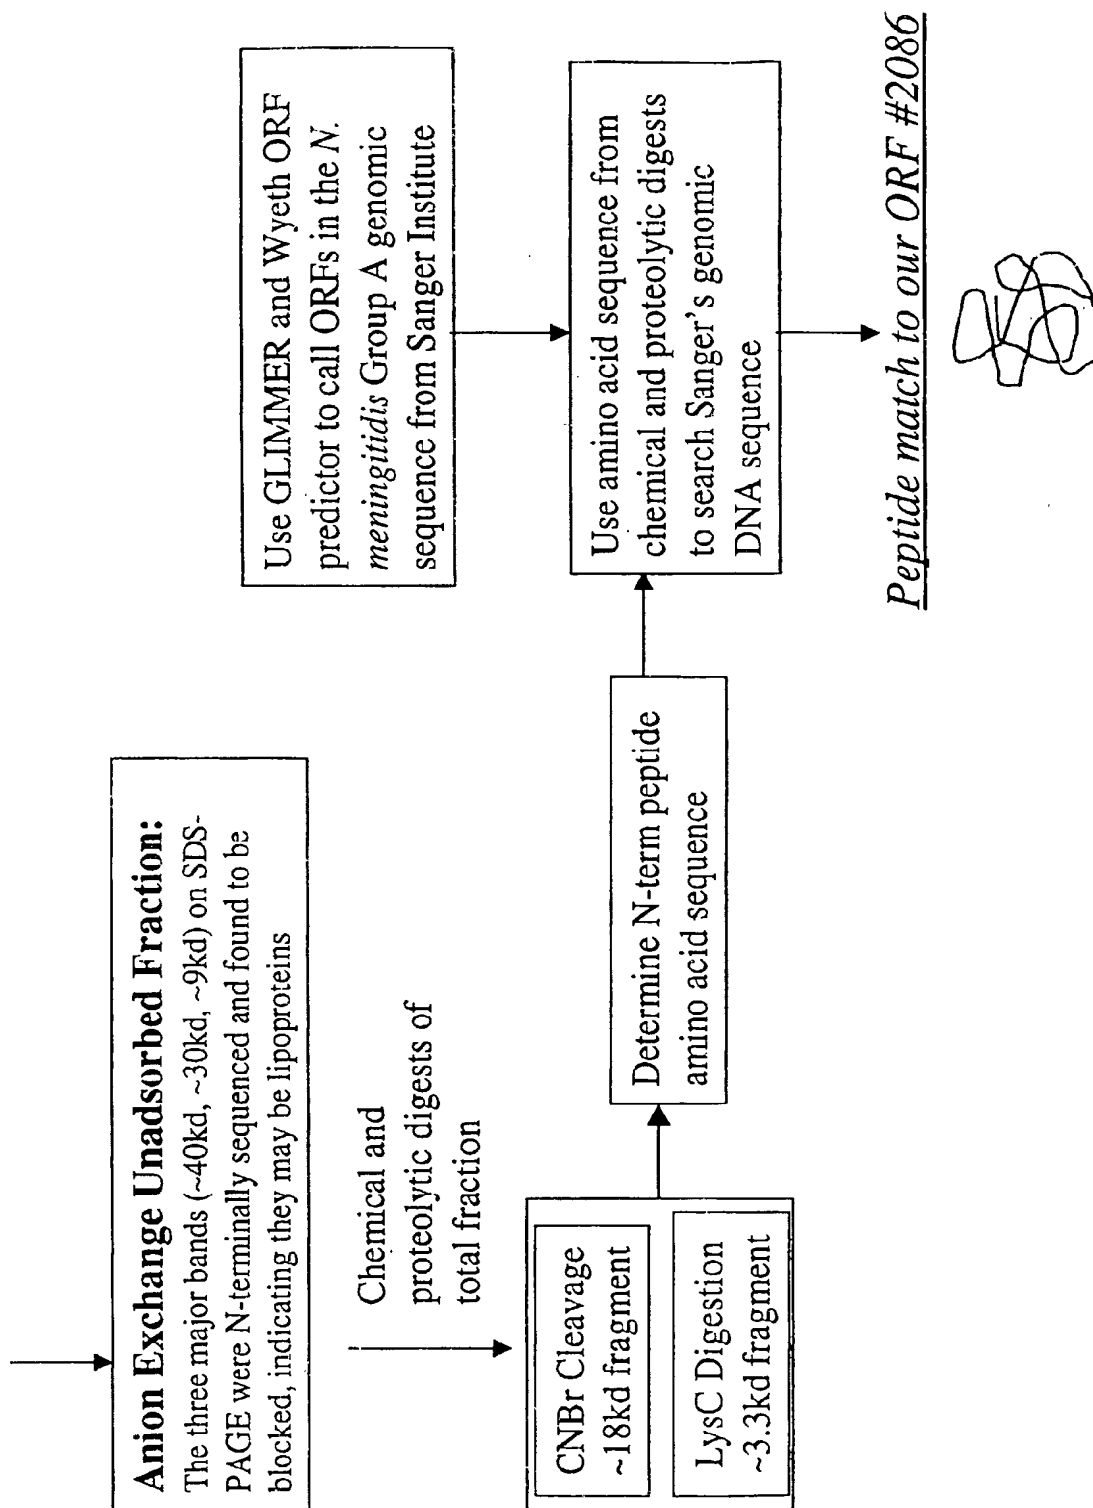 Anion Exchange Unadsorbed Fraction:
The three major bands (~40kd, ~30kd, ~9kd) on SDS-
PAGE were N-terminally sequenced and found to be
blocked, indicating they may be lipoproteins
Chemical and
proteolytic digests of
total fraction
CNBr Cleavage
~18kd fragment
LysC Digestion
~3.3kd fragment
Determine N-term peptide
amino acid sequence
Use GLIMMER and Wyeth ORF
predictor to call ORFs in the N.
meningitidis Group A genomic
sequence from Sanger Institute
Use amino acid sequence from
chemical and proteolytic digests
to search Sanger's genomic
DNA sequence
Peptide match to our ORF #2086